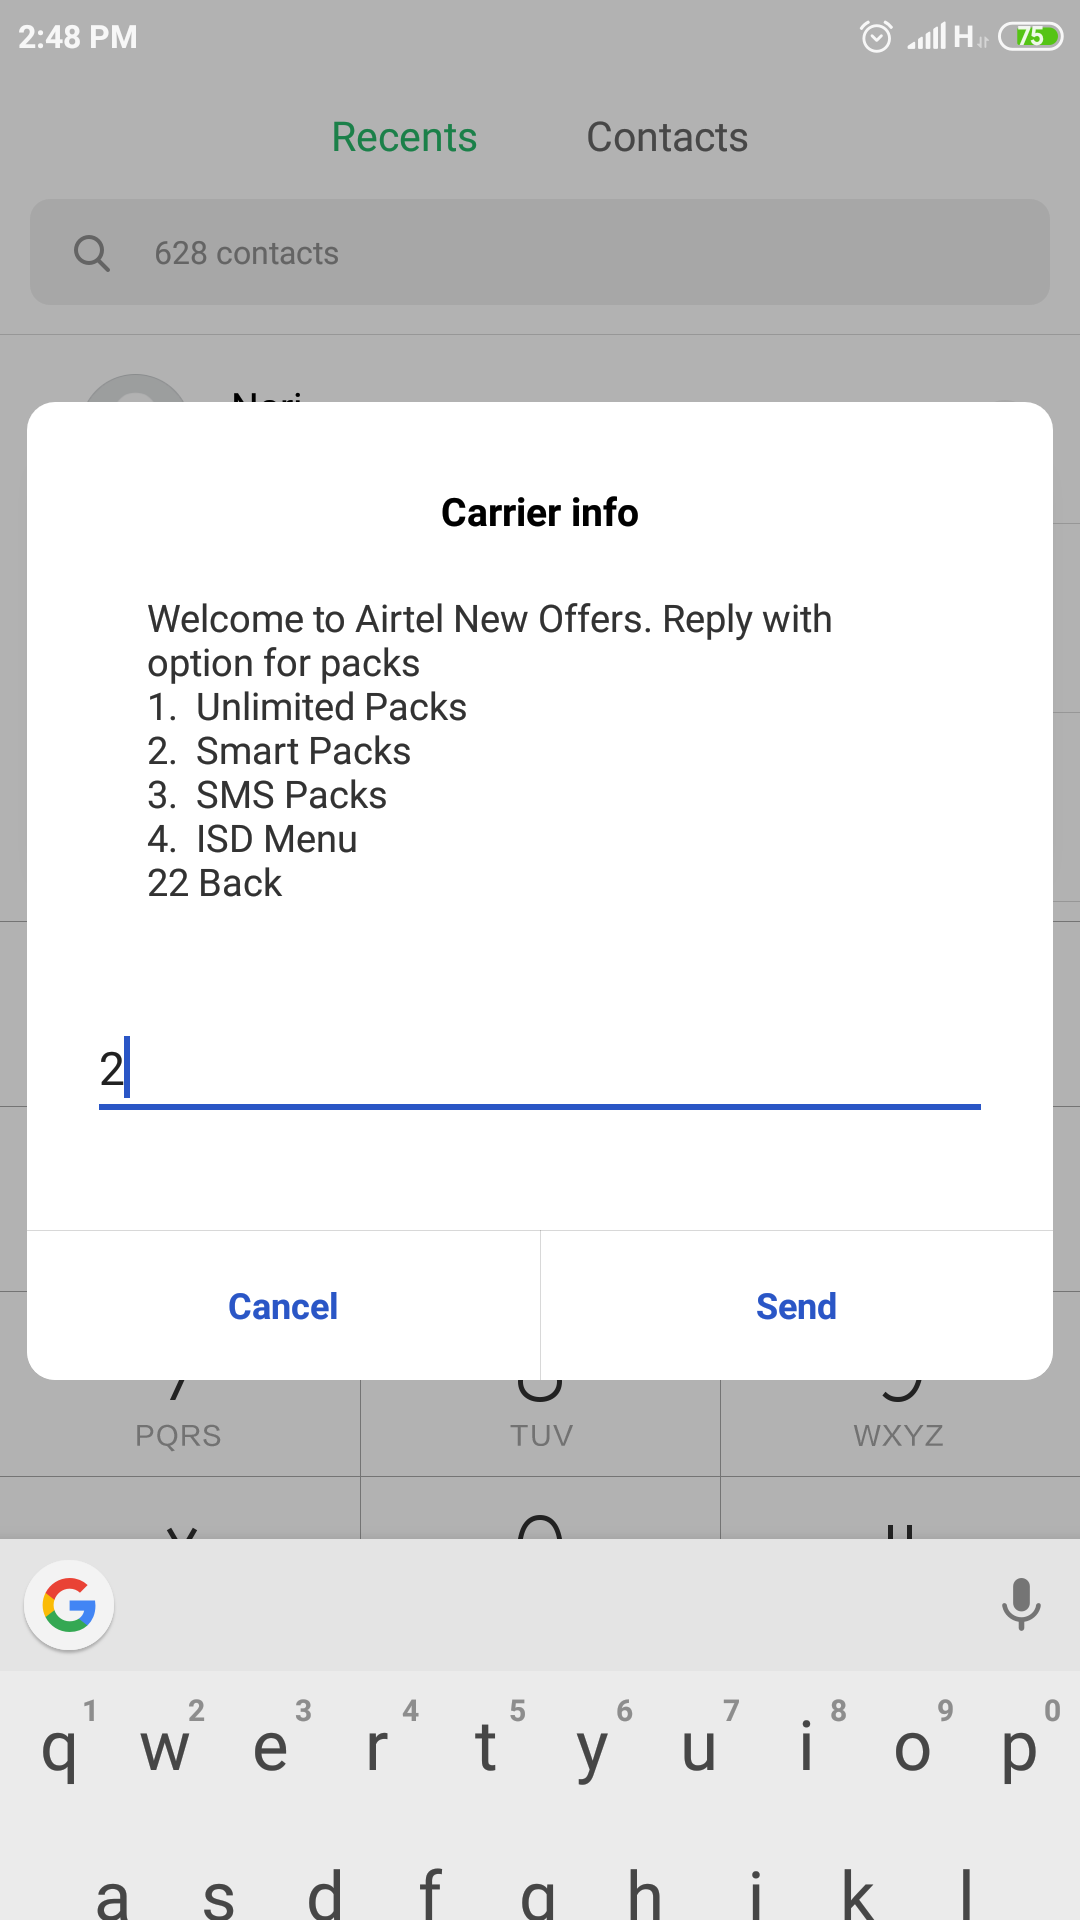 2:48 PM
H
75
Recents
Contacts
628 contacts
Carrier info
Welcome to Airtel New Offers. Reply with
option for packs
1. Unlimited Packs
2. Smart Packs
3. SMS Packs
4. ISD Menu
22 Back
2
Cancel
Send
PQRS
TUV
WXYZ
1 2 3 4 5 6 7 8 9 0
q w e r t y u i o p
a s d f g h j k l